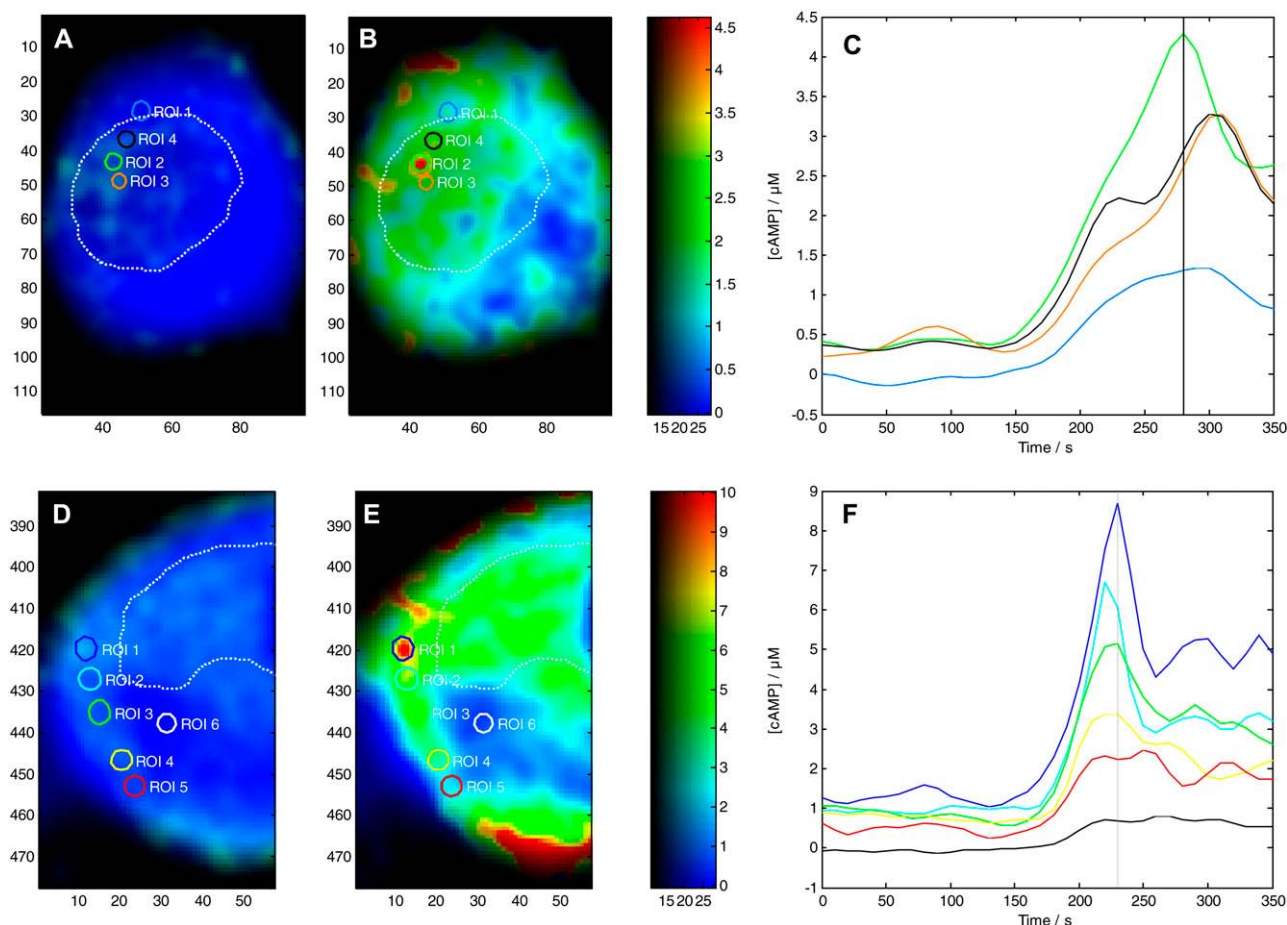 A
10
20
30
40
50
60
70
80
90
100
110
40 60 80
ROI 1
ROI 4
ROI 2
ROI 3
B
10
20
30
40
50
60
70
80
90
100
110
40 60 80
ROI 1
ROI 4
ROI 2
ROI 3
4.5
4
3.5
3
2.5
2
1.5
1
0.5
0
15 20 25
C
[cAMP] / µM
4.5
4
3.5
3
2.5
2
1.5
1
0.5
0
-0.5
0 50 100 150 200 250 300 350
Time / s
D
390
400
410
420
430
440
450
460
470
10 20 30 40 50
ROI 1
ROI 2
ROI 3
ROI 6
ROI 4
ROI 5
E
390
400
410
420
430
440
450
460
470
10 20 30 40 50
ROI 1
ROI 2
ROI 3
ROI 6
ROI 4
ROI 5
10
9
8
7
6
5
4
3
2
1
0
15 20 25
F
[cAMP] / µM
9
8
7
6
5
4
3
2
1
0
-1
0 50 100 150 200 250 300 350
Time / s